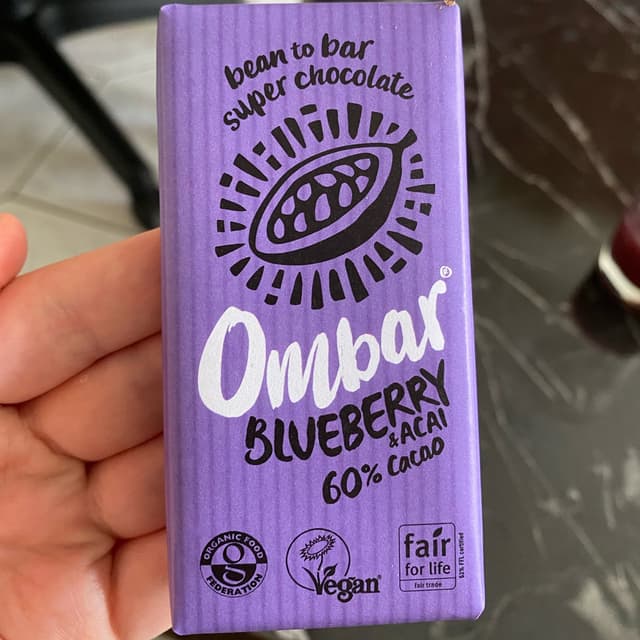 bean to bar
super chocolate
Ombar®
BLUEBERRY
& ACAI
60% Cacao
ORGANIC FOOD
FEDERATION
Vegan
fair
for life
fair trade